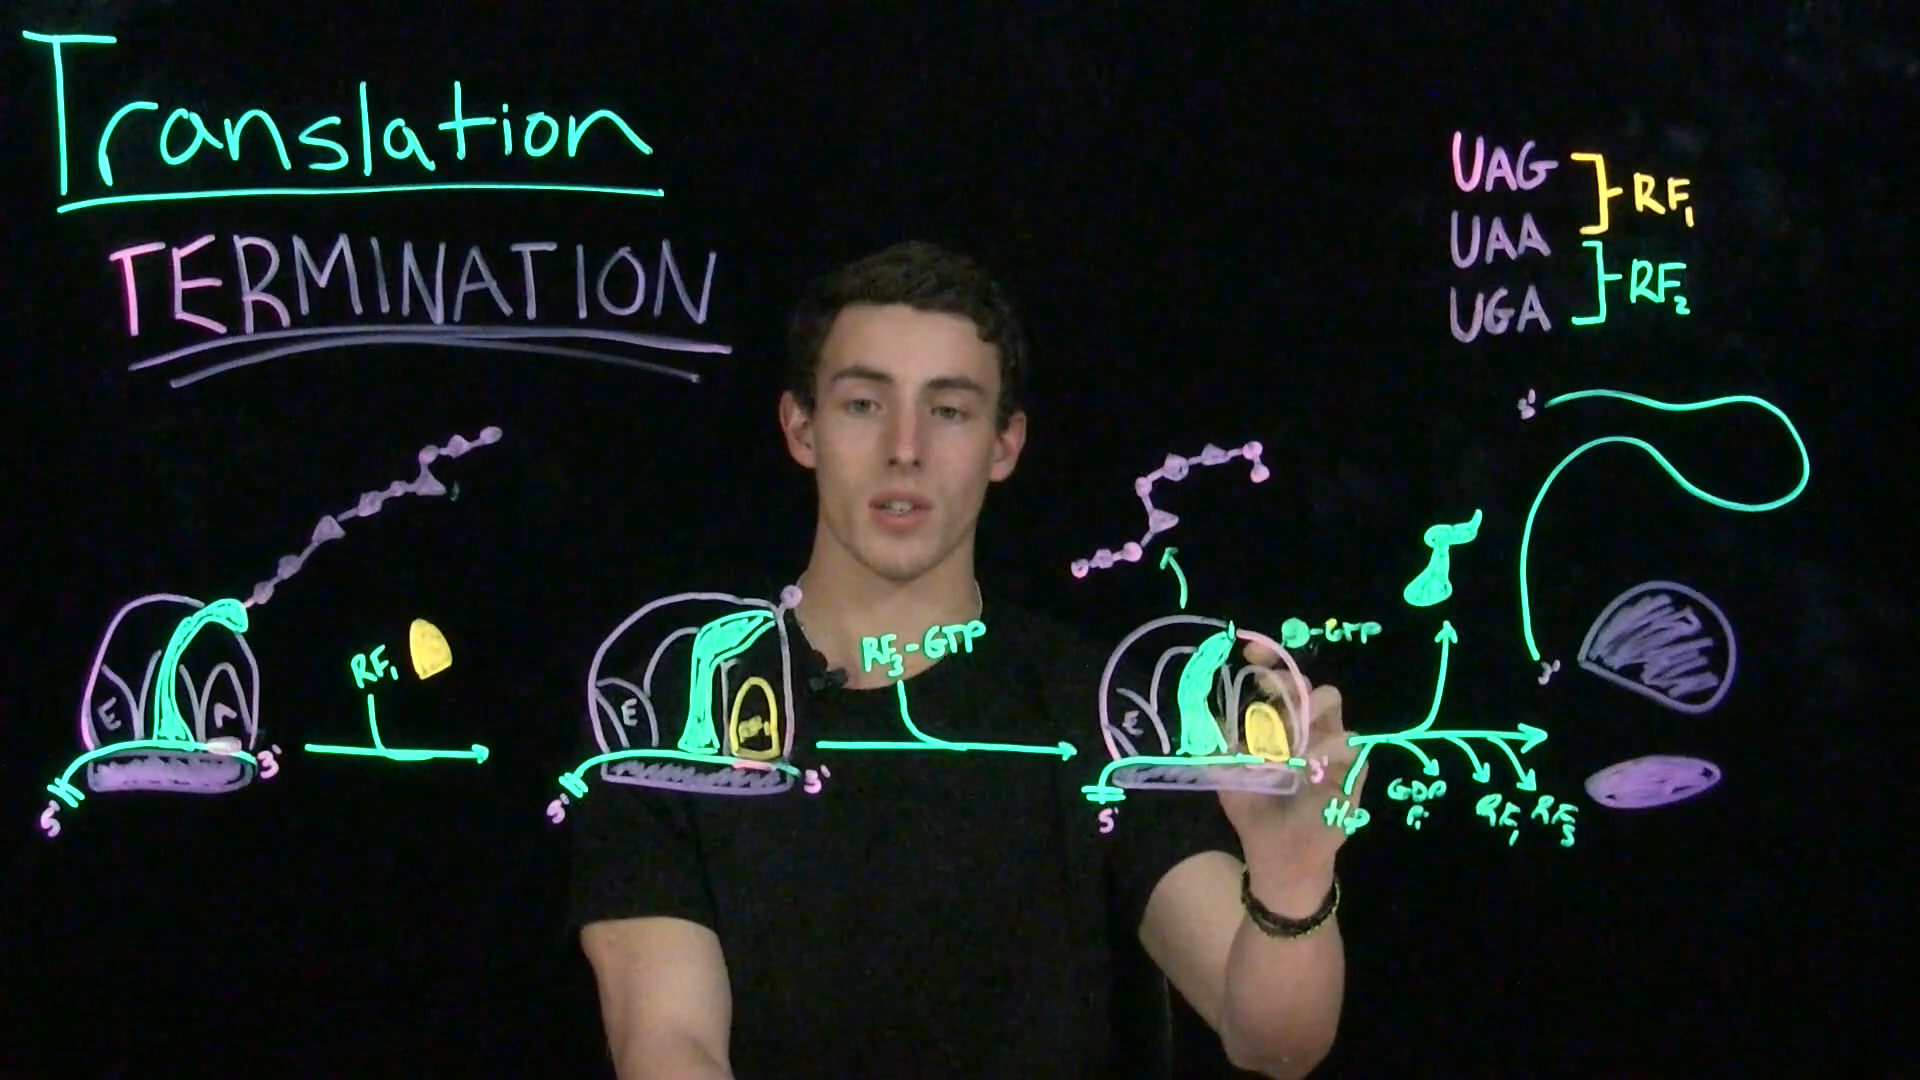 Translation
TERMINATION
UAG
UAA
UGA
RF1
RF2
5'
3'
RF1
E
A
5'
3'
RF3-GTP
E
RF1
5'
3'
-GTP
E
5'
3'
H2O
GDP
Pi
RF1
RF3